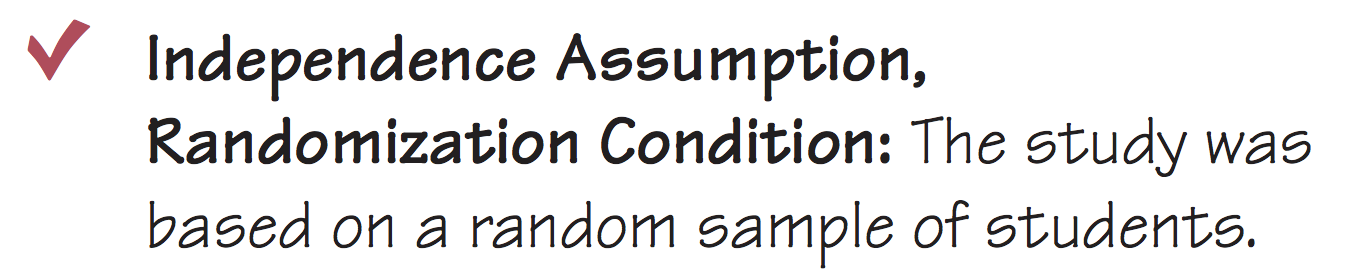 Independence Assumption,
Randomization Condition: The study was
based on a random sample of students.